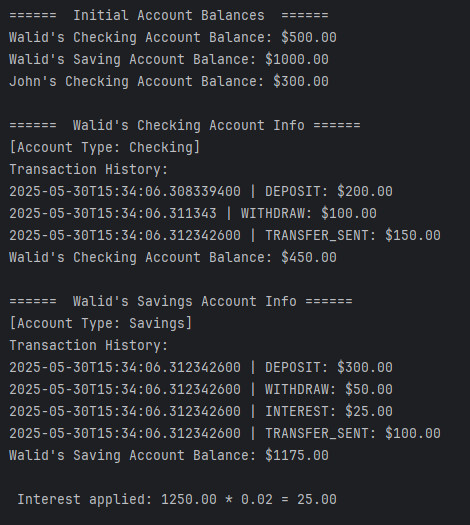 ======  Initial Account Balances  ======
Walid's Checking Account Balance: $500.00
Walid's Saving Account Balance: $1000.00
John's Checking Account Balance: $300.00

======  Walid's Checking Account Info ======
[Account Type: Checking]
Transaction History:
2025-05-30T15:34:06.308339400 | DEPOSIT: $200.00
2025-05-30T15:34:06.311343 | WITHDRAW: $100.00
2025-05-30T15:34:06.312342600 | TRANSFER_SENT: $150.00
Walid's Checking Account Balance: $450.00

======  Walid's Savings Account Info ======
[Account Type: Savings]
Transaction History:
2025-05-30T15:34:06.312342600 | DEPOSIT: $300.00
2025-05-30T15:34:06.312342600 | WITHDRAW: $50.00
2025-05-30T15:34:06.312342600 | INTEREST: $25.00
2025-05-30T15:34:06.312342600 | TRANSFER_SENT: $100.00
Walid's Saving Account Balance: $1175.00

 Interest applied: 1250.00 * 0.02 = 25.00